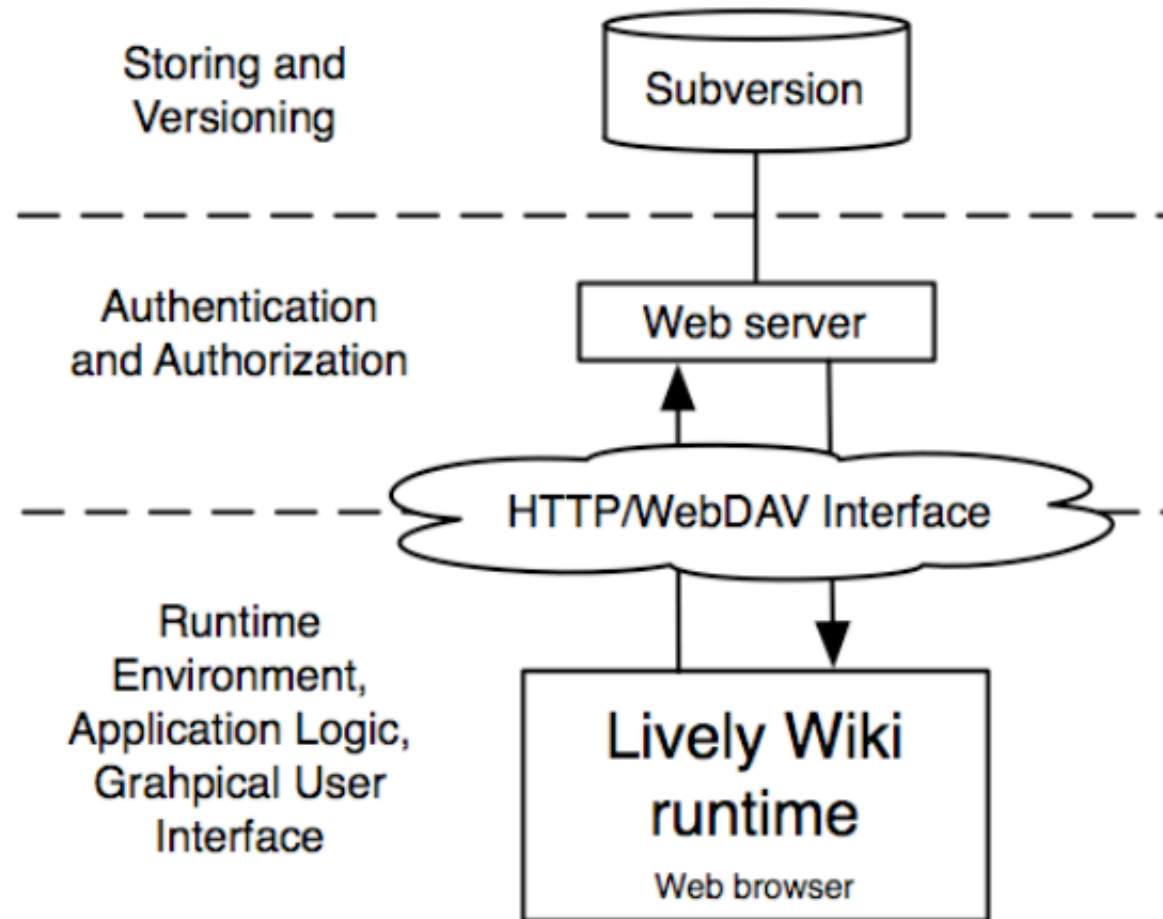 Storing and
Versioning
Subversion
Authentication
and Authorization
Web server
HTTP/WebDAV Interface
Runtime
Environment,
Application Logic,
Grahpical User
Interface
Lively Wiki
runtime
Web browser